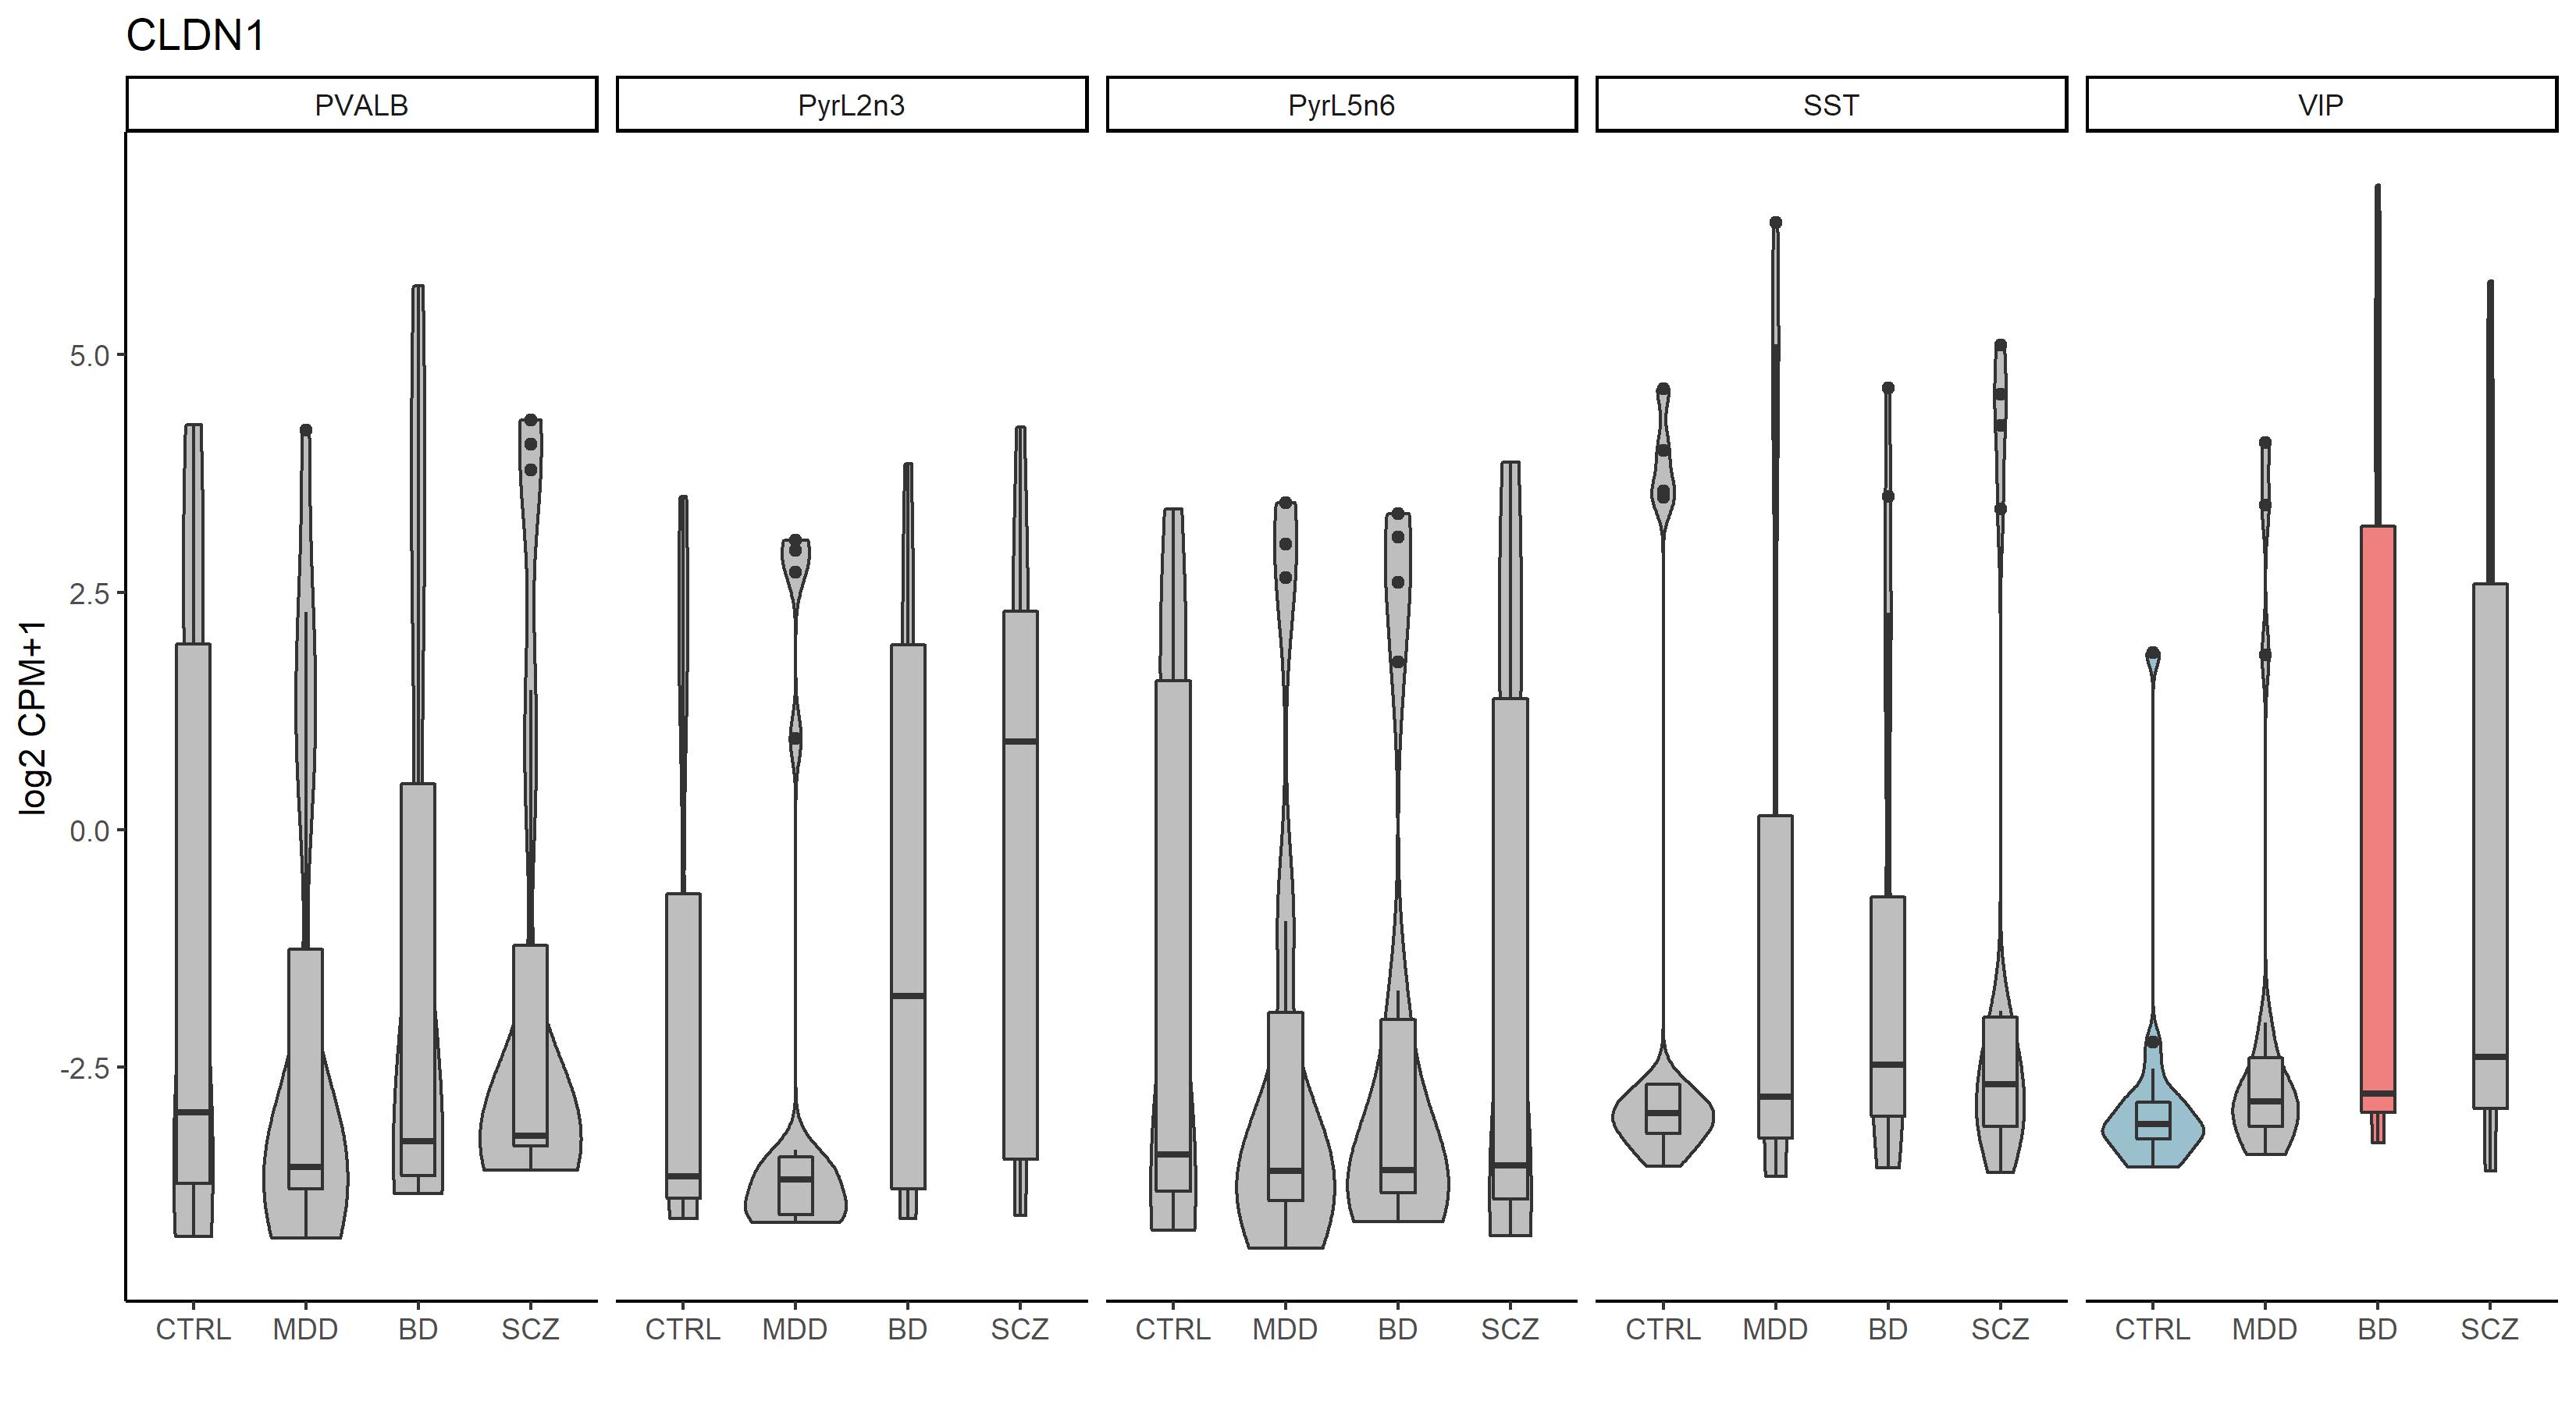 CLDN1
PVALB PyrL2n3 PyrL5n6 SST VIP
log2 CPM+1
5.0
2.5
0.0
-2.5
CTRL MDD BD SCZ CTRL MDD BD SCZ CTRL MDD BD SCZ CTRL MDD BD SCZ CTRL MDD BD SCZ